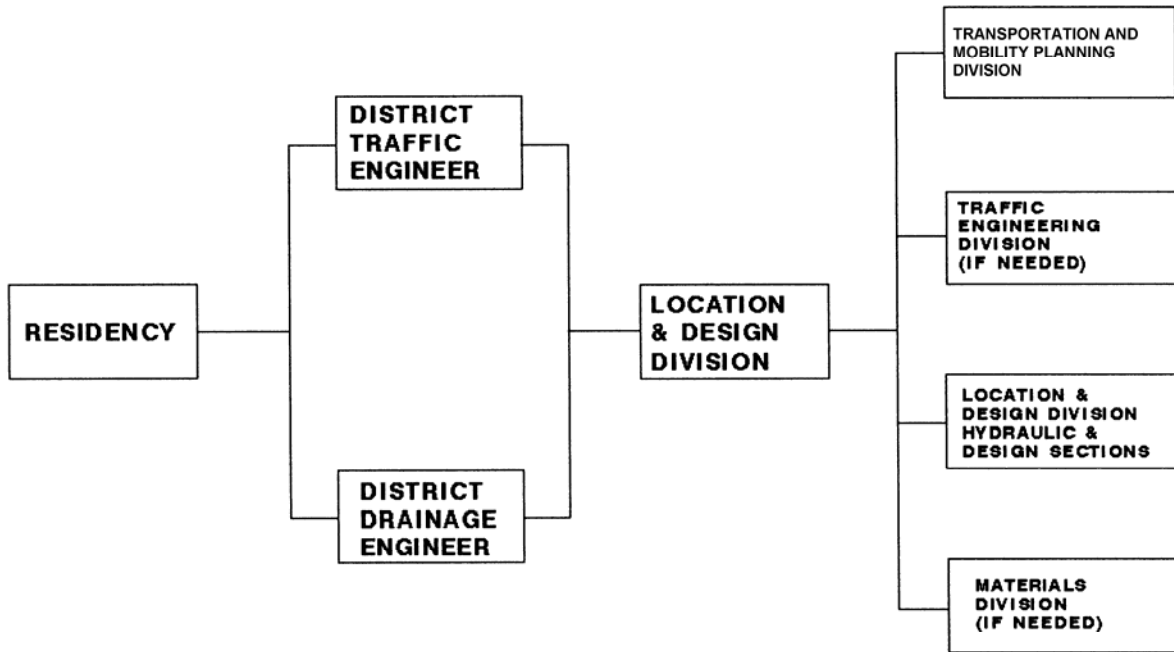 RESIDENCY
DISTRICT
TRAFFIC
ENGINEER
DISTRICT
DRAINAGE
ENGINEER
LOCATION
& DESIGN
DIVISION
TRANSPORTATION AND
MOBILITY PLANNING
DIVISION
TRAFFIC
ENGINEERING
DIVISION
(IF NEEDED)
LOCATION &
DESIGN DIVISION
HYDRAULIC &
DESIGN SECTIONS
MATERIALS
DIVISION
(IF NEEDED)